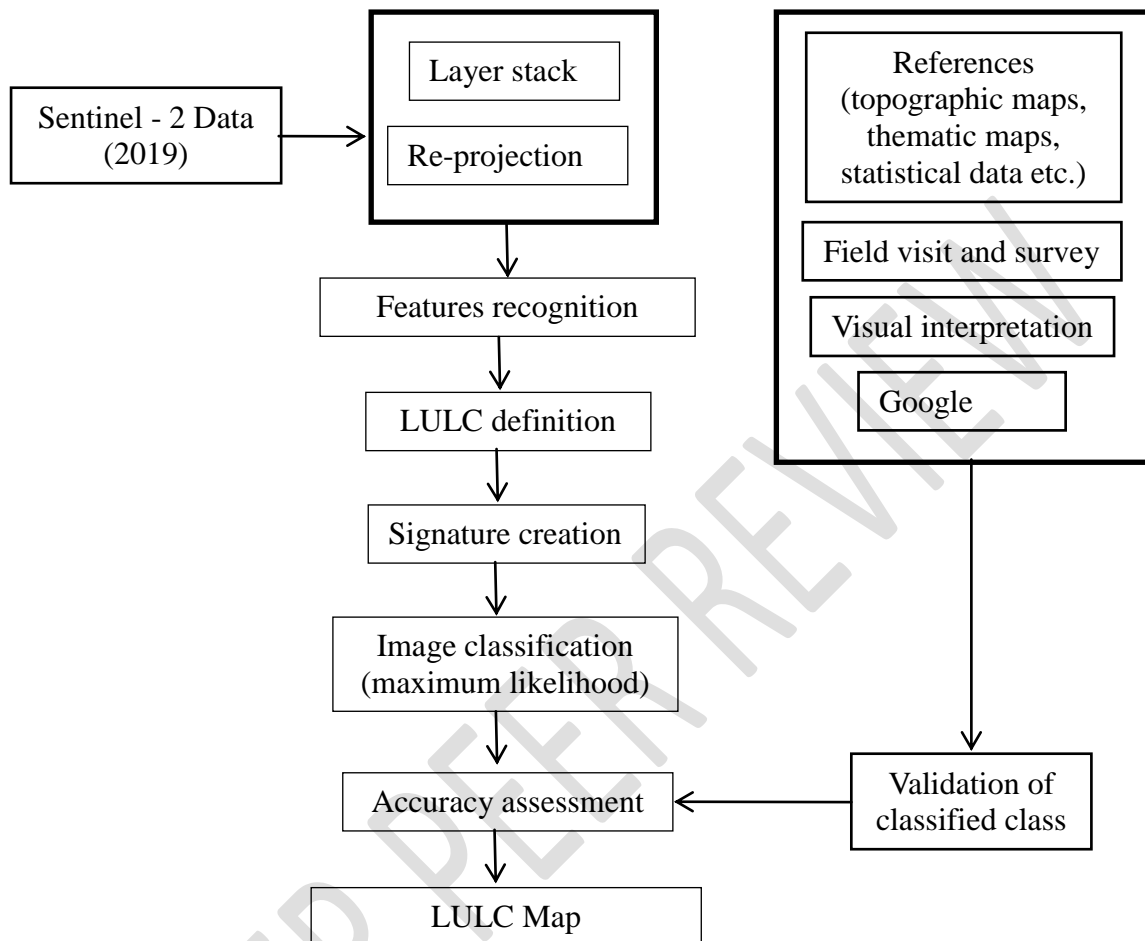 Sentinel - 2 Data
(2019)
Layer stack
Re-projection
Features recognition
LULC definition
Signature creation
Image classification
(maximum likelihood)
Accuracy assessment
LULC Map
References
(topographic maps,
thematic maps,
statistical data etc.)
Field visit and survey
Visual interpretation
Google
Validation of
classified class
PEER REVIEW